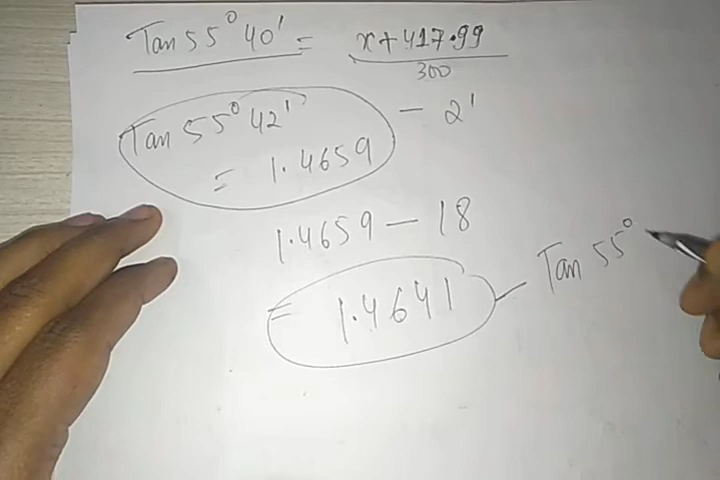 Tan 55° 40' = x + 417.99 / 300
Tan 55° 42' - 2'
= 1.4659
1.4659 - 18
= 1.4641 - Tan 55°